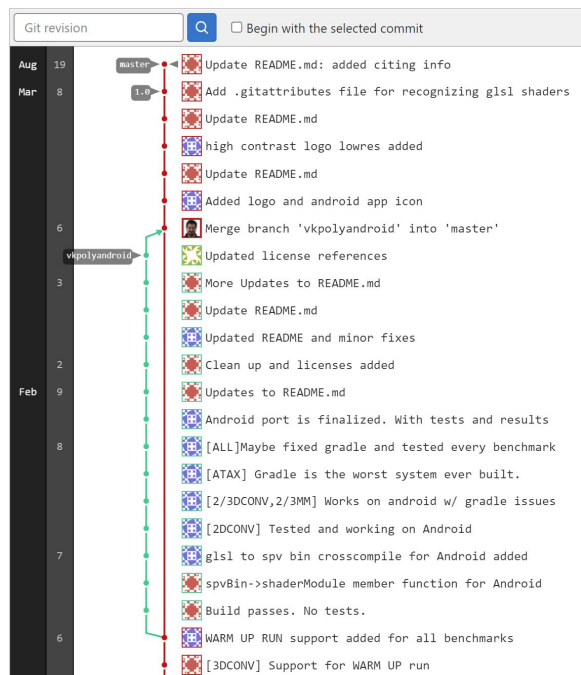 Git revision
Begin with the selected commit
Aug 19 master Update README.md: added citing info
Mar 8 1.0 Add .gitattributes file for recognizing glsl shaders
Update README.md
high contrast logo lowres added
Update README.md
Added logo and android app icon
6 Merge branch 'vkpolyandroid' into 'master'
vkpolyandroid Updated license references
3 More Updates to README.md
Update README.md
Updated README and minor fixes
2 Clean up and licenses added
Feb 9 Updates to README.md
Android port is finalized. With tests and results
8 [ALL]Maybe fixed gradle and tested every benchmark
[ATAX] Gradle is the worst system ever built.
[2/3DCONV,2/3MM] Works on android w/ gradle issues
[2DCONV] Tested and working on Android
7 glsl to spv bin crosscompile for Android added
spvBin->shaderModule member function for Android
Build passes. No tests.
6 WARM UP RUN support added for all benchmarks
[3DCONV] Support for WARM UP run